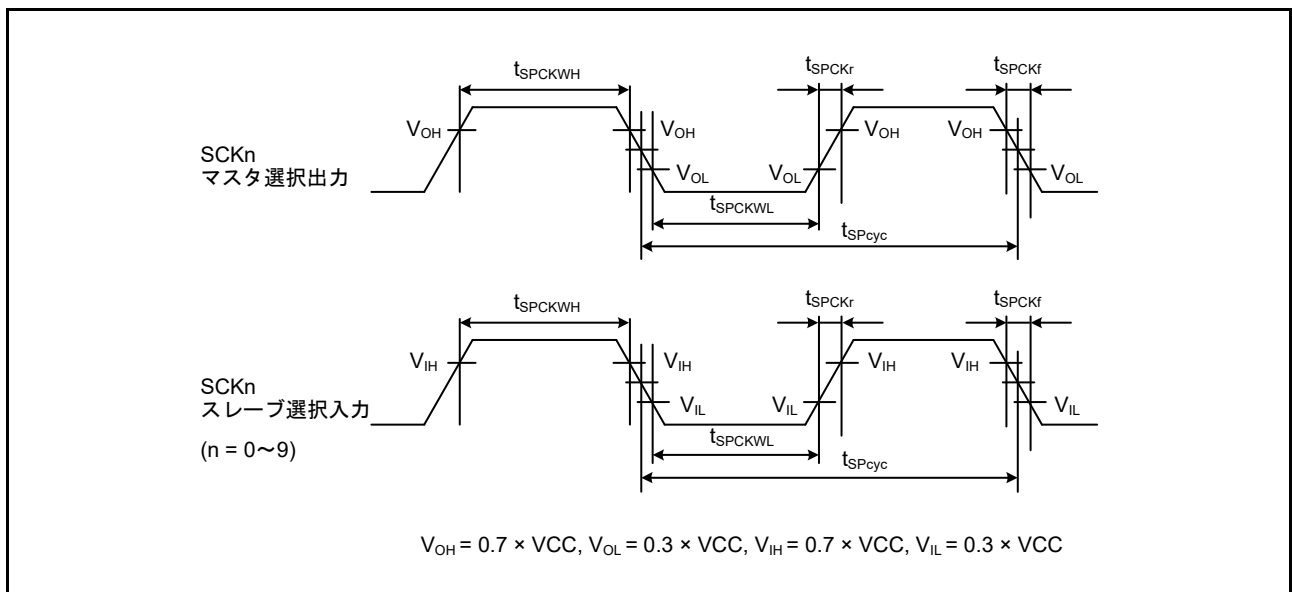 tSPCKWH tSPCKr tSPCKf
VOH VOH VOH VOH
SCKn
マスタ選択出力
VOL VOL VOL
tSPCKWL
tSPcyc
tSPCKWH tSPCKr tSPCKf
VIH VIH VIH VIH
SCKn
スレーブ選択入力
VIL VIL VIL
(n = 0～9)
tSPCKWL
tSPcyc
VOH = 0.7 × VCC, VOL = 0.3 × VCC, VIH = 0.7 × VCC, VIL = 0.3 × VCC